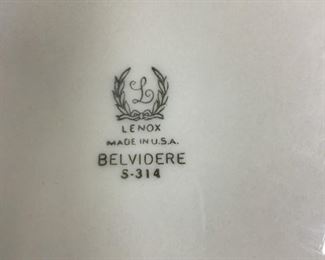 L
LENOX
MADE IN U.S.A.
BELVIDERE
S-314